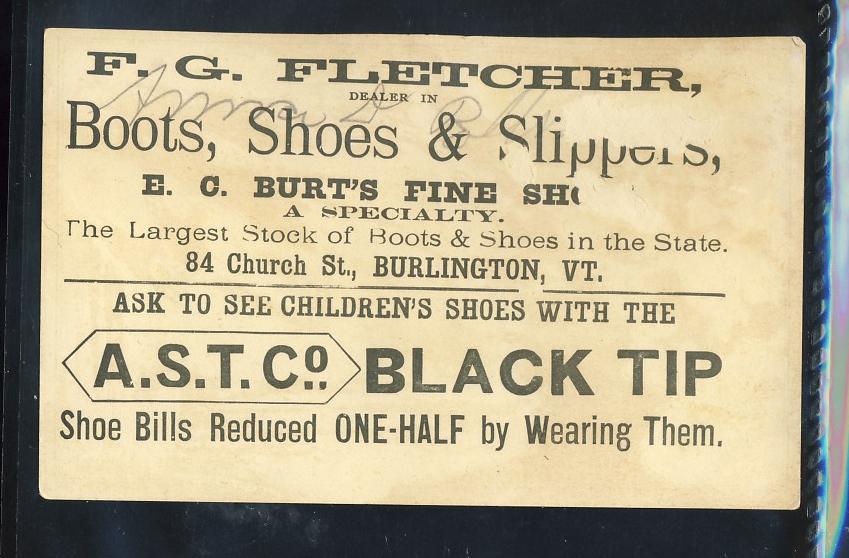 F. G. FLETCHER,
DEALER IN
Boots, Shoes & Slippers,
E. C. BURT'S FINE SHO
A SPECIALTY.
The Largest Stock of Boots & Shoes in the State.
84 Church St., BURLINGTON, VT.
ASK TO SEE CHILDREN'S SHOES WITH THE
A.S.T. Co. BLACK TIP
Shoe Bills Reduced ONE-HALF by Wearing Them.